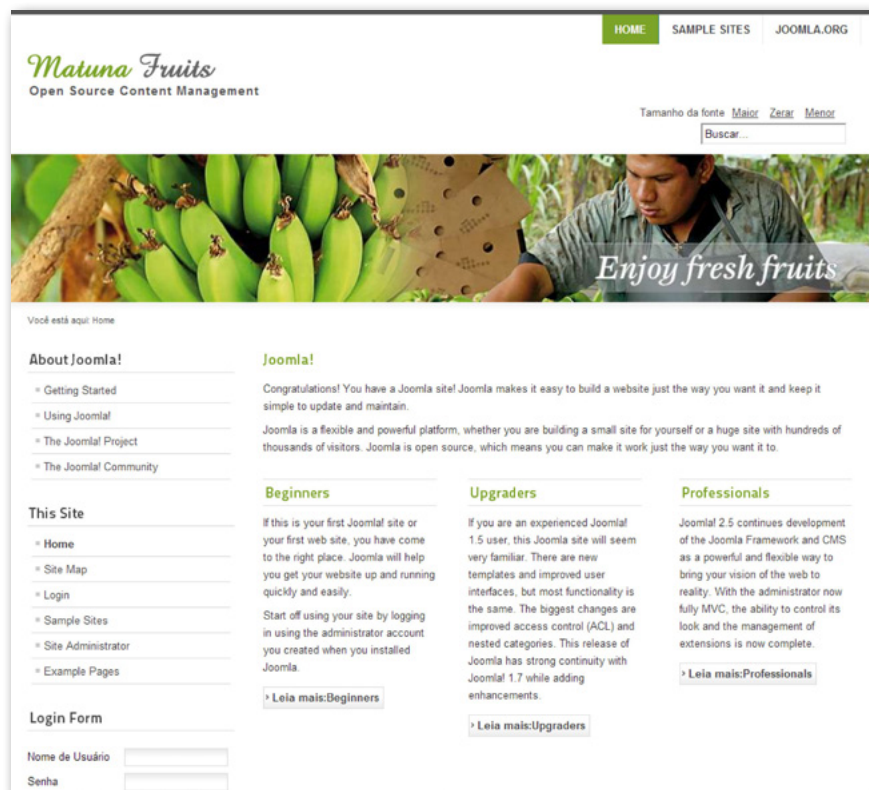 HOME SAMPLE SITES JOOMLA.ORG
Matuna Fruits
Open Source Content Management
Tamanho da fonte Maior Zerar Menor
Buscar...
Enjoy fresh fruits
Você está aqui: Home
About Joomla!
Getting Started
Using Joomla!
The Joomla! Project
The Joomla! Community
This Site
Home
Site Map
Login
Sample Sites
Site Administrator
Example Pages
Login Form
Nome de Usuário
Senha
Joomla!
Congratulations! You have a Joomla site! Joomla makes it easy to build a website just the way you want it and keep it
simple to update and maintain.
Joomla is a flexible and powerful platform, whether you are building a small site for yourself or a huge site with hundreds of
thousands of visitors. Joomla is open source, which means you can make it work just the way you want it to.
Beginners
If this is your first Joomla! site or
your first web site, you have come
to the right place. Joomla will help
you get your website up and running
quickly and easily.
Start off using your site by logging
in using the administrator account
you created when you installed
Joomla.
› Leia mais:Beginners
Upgraders
If you are an experienced Joomla!
1.5 user, this Joomla site will seem
very familiar. There are new
templates and improved user
interfaces, but most functionality is
the same. The biggest changes are
improved access control (ACL) and
nested categories. This release of
Joomla has strong continuity with
Joomla! 1.7 while adding
enhancements.
› Leia mais:Upgraders
Professionals
Joomla! 2.5 continues development
of the Joomla Framework and CMS
as a powerful and flexible way to
bring your vision of the web to
reality. With the administrator now
fully MVC, the ability to control its
look and the management of
extensions is now complete.
› Leia mais:Professionals